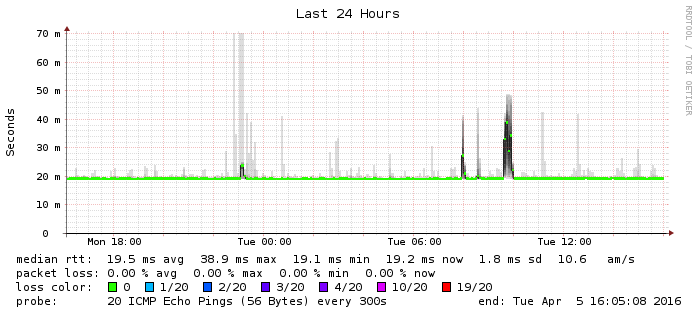 Last 24 Hours
RRDTOOL / TOBI OETIKER
Seconds
70 m
60 m
50 m
40 m
30 m
20 m
10 m
0
Mon 18:00 Tue 00:00 Tue 06:00 Tue 12:00
median rtt: 19.5 ms avg 38.9 ms max 19.1 ms min 19.2 ms now 1.8 ms sd 10.6 am/s
packet loss: 0.00 % avg 0.00 % max 0.00 % min 0.00 % now
loss color: 0 1/20 2/20 3/20 4/20 10/20 19/20
probe: 20 ICMP Echo Pings (56 Bytes) every 300s end: Tue Apr 5 16:05:08 2016